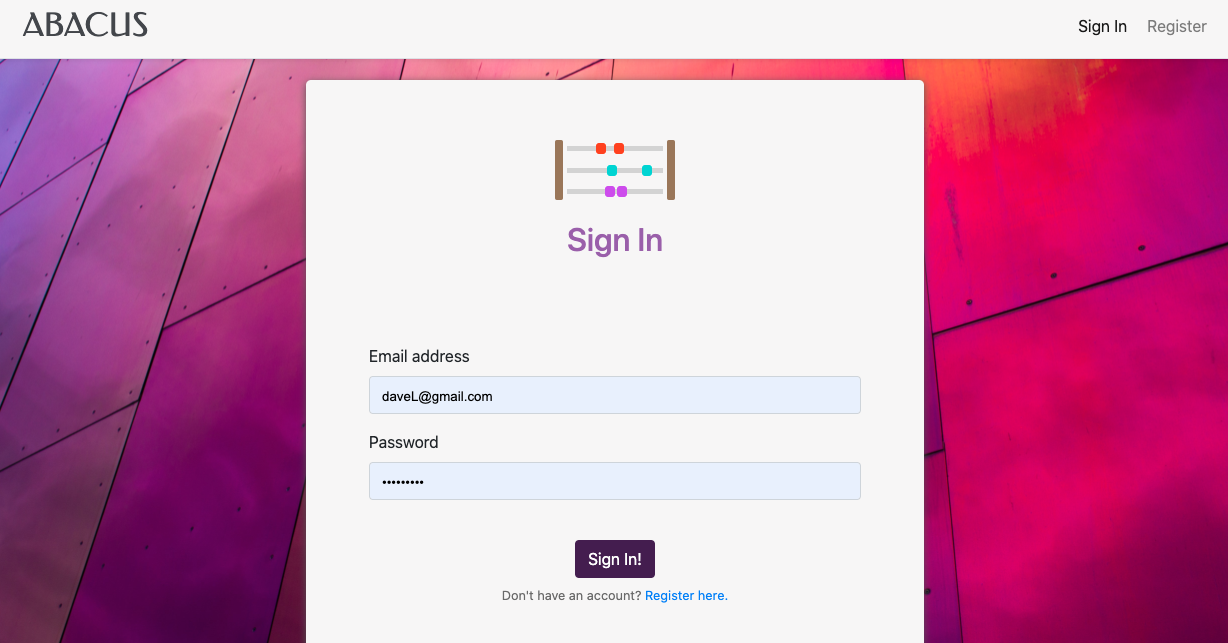 ABACUS
Sign In
Register
Sign In
Email address
daveL@gmail.com
Password
•••••••••
Sign In!
Don't have an account? Register here.